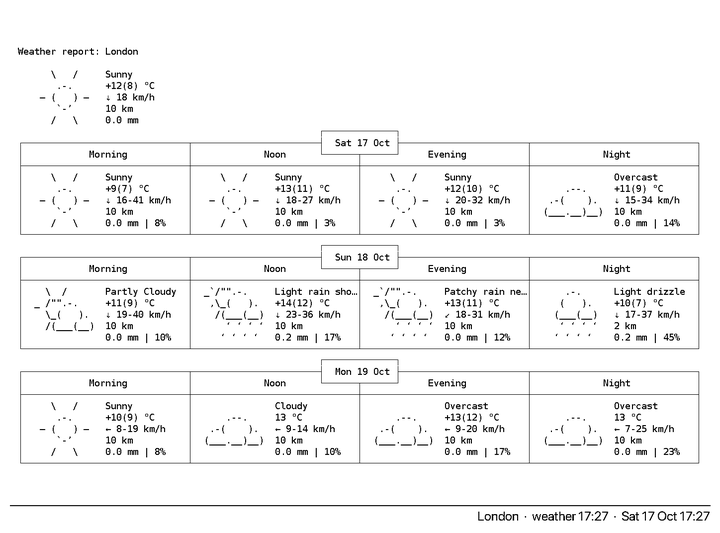 Weather report: London
Sunny
+12(8) °C
↓ 18 km/h
10 km
0.0 mm
Sat 17 Oct
Morning Noon Evening Night
Sunny Sunny Sunny Overcast
+9(7) °C +13(11) °C +12(10) °C +11(9) °C
↓ 16-41 km/h ↓ 18-27 km/h ↓ 20-32 km/h ↓ 15-34 km/h
10 km 10 km 10 km 10 km
0.0 mm | 8% 0.0 mm | 3% 0.0 mm | 3% 0.0 mm | 14%
Sun 18 Oct
Morning Noon Evening Night
Partly Cloudy Light rain sho… Patchy rain ne… Light drizzle
+11(9) °C +14(12) °C +13(11) °C +10(7) °C
↓ 19-40 km/h ↓ 23-36 km/h ↙ 18-31 km/h ↓ 17-37 km/h
10 km 10 km 10 km 2 km
0.0 mm | 10% 0.2 mm | 17% 0.0 mm | 12% 0.2 mm | 45%
Mon 19 Oct
Morning Noon Evening Night
Sunny Cloudy Overcast Overcast
+10(9) °C 13 °C +13(12) °C 13 °C
← 8-19 km/h ← 9-14 km/h ← 9-20 km/h ← 7-25 km/h
10 km 10 km 10 km 10 km
0.0 mm | 8% 0.0 mm | 10% 0.0 mm | 17% 0.0 mm | 23%
London · weather 17:27 · Sat 17 Oct 17:27